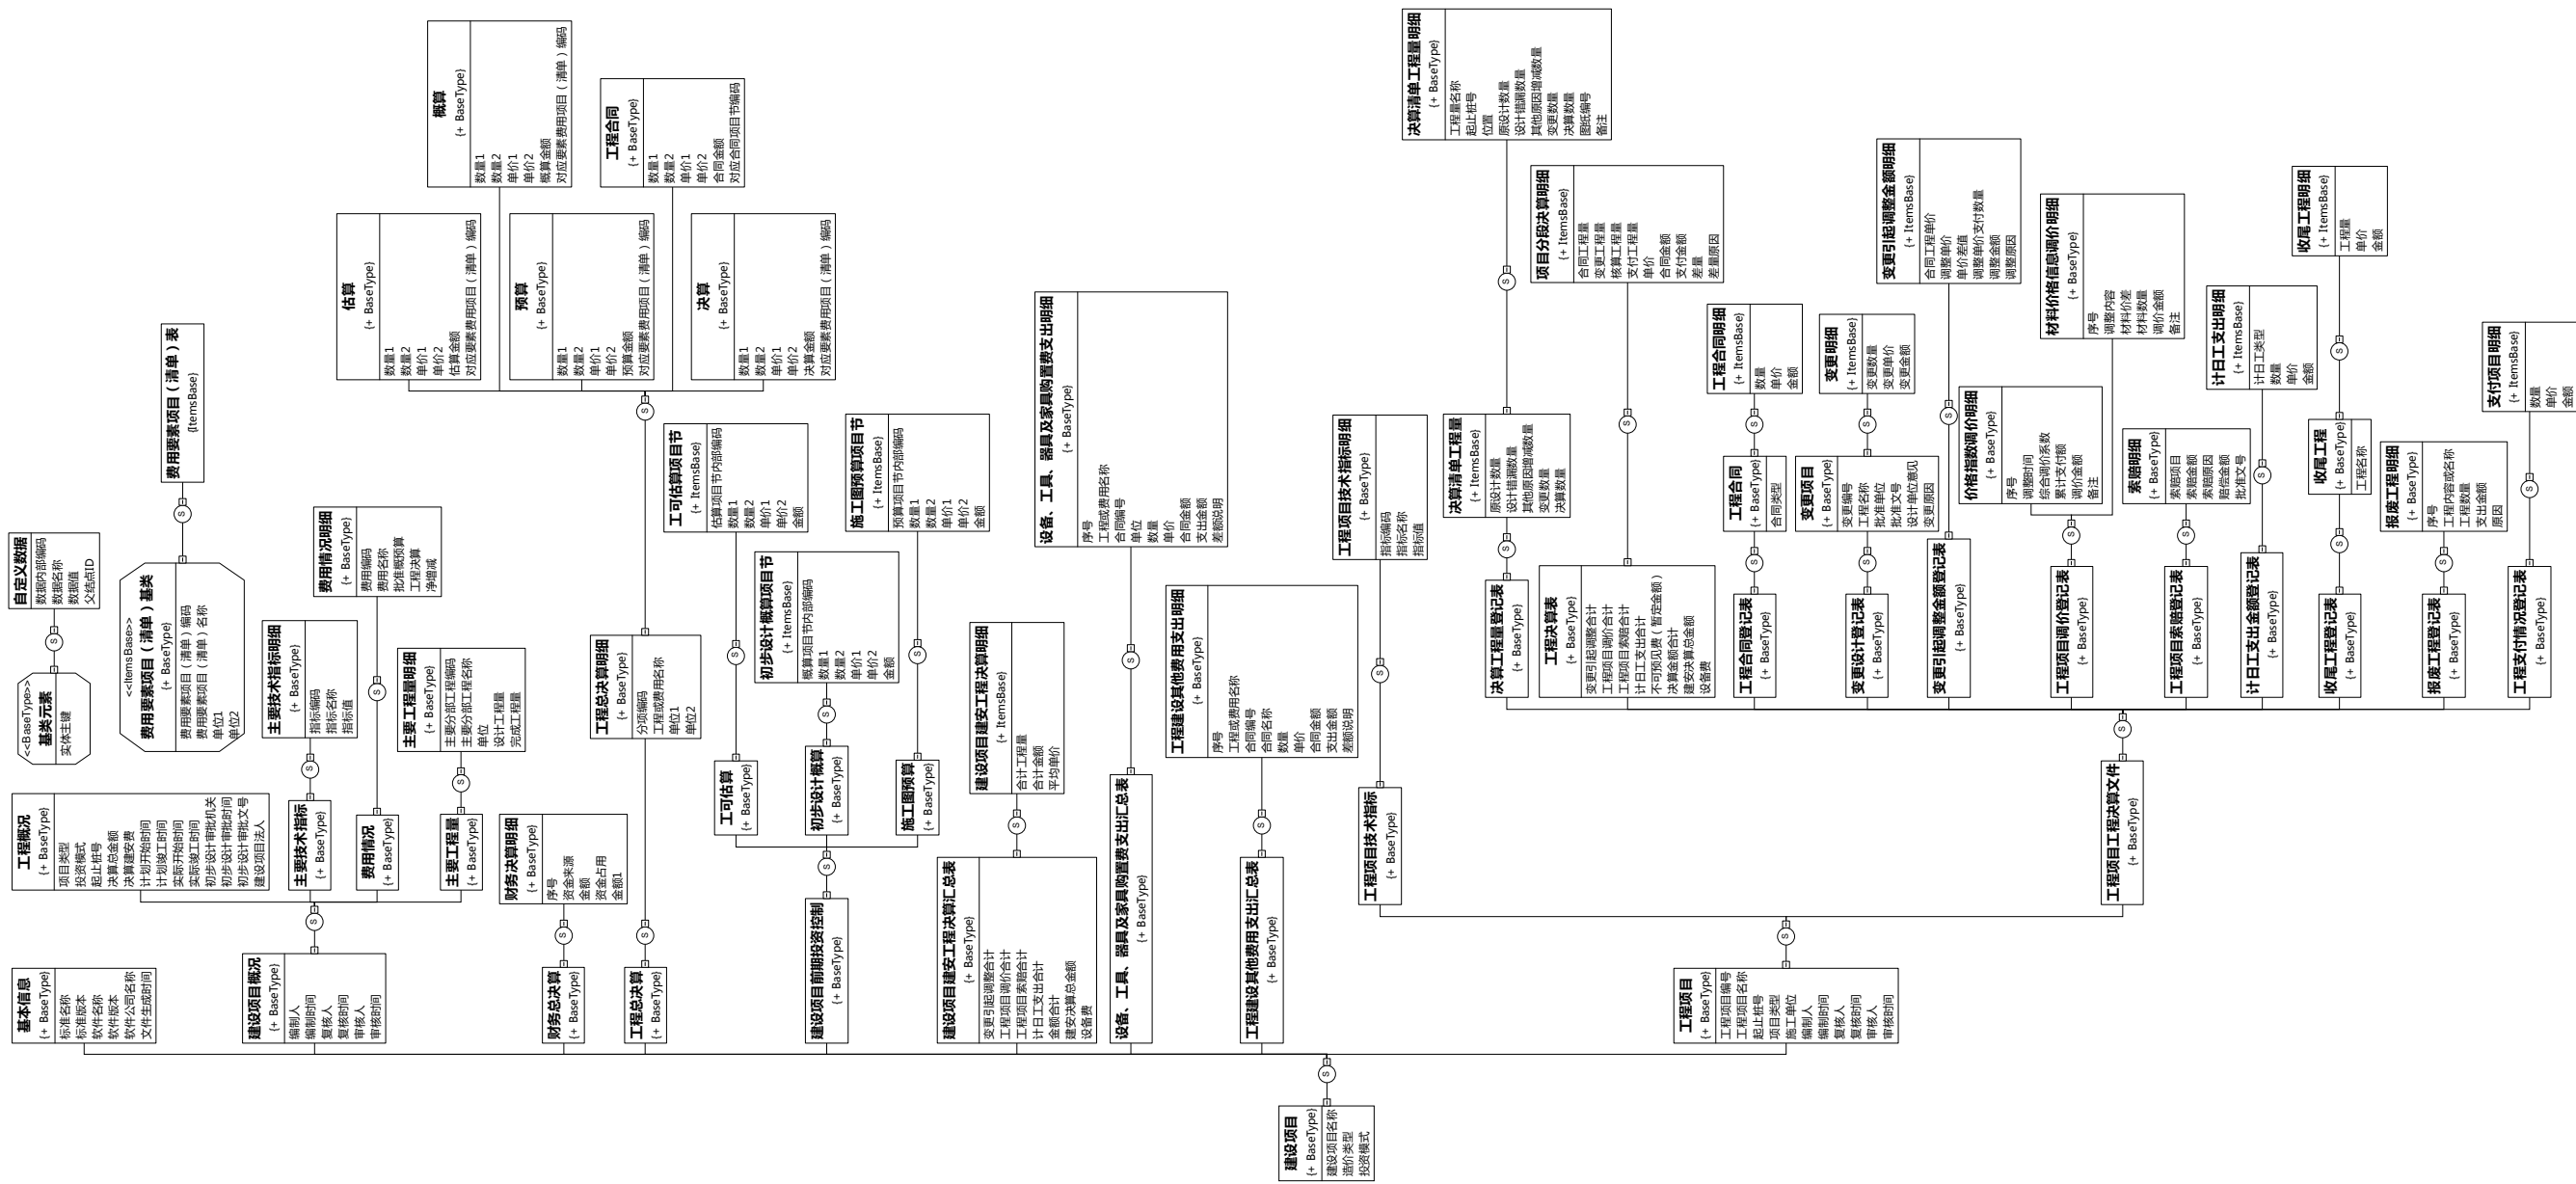 建设项目
{+ BaseType}
建设项目名称
造价类型
投资模式
S
基本信息
{+ BaseType}
标准名称
标准版本
软件名称
软件版本
软件公司名称
文件生成时间
建设项目概况
{+ BaseType}
编制人
编制时间
复核人
复核时间
审核人
审核时间
S
工程概况
{+ BaseType}
项目类型
投资模式
起止桩号
决算总金额
决算建安费
计划开始时间
计划竣工时间
实际开始时间
实际竣工时间
初步设计审批机关
初步设计审批时间
初步设计审批文号
建设项目法人
主要技术指标
{+ BaseType}
S
主要技术指标明细
{+ BaseType}
指标编码
指标名称
指标值
费用情况
{+ BaseType}
S
费用情况明细
{+ BaseType}
费用编码
费用名称
批准概预算
工程决算
净增减
主要工程量
{+ BaseType}
S
主要工程量明细
{+ BaseType}
主要分部工程编码
主要分部工程名称
单位
设计工程量
完成工程量
<<BaseType>>
基类元素
实体主键
S
自定义数据
数据内部编码
数据名称
数据值
父结点ID
<<ItemsBase>>
费用要素项目（清单）基类
{+ BaseType}
费用要素项目（清单）编码
费用要素项目（清单）名称
单位1
单位2
S
费用要素项目（清单）表
{ItemsBase}
财务总决算
{+ BaseType}
S
财务决算明细
{+ BaseType}
序号
资金来源
金额
资金占用
金额1
工程总决算
{+ BaseType}
S
工程总决算明细
{+ BaseType}
分项编码
工程或费用名称
单位1
单位2
S
估算
{+ BaseType}
数量1
数量2
单价1
单价2
估算金额
对应要素费用项目（清单）编码
概算
{+ BaseType}
数量1
数量2
单价1
单价2
概算金额
对应要素费用项目（清单）编码
预算
{+ BaseType}
数量1
数量2
单价1
单价2
预算金额
对应要素费用项目（清单）编码
工程合同
{+ BaseType}
数量1
数量2
单价1
单价2
合同金额
对应合同项目节编码
决算
{+ BaseType}
数量1
数量2
单价1
单价2
决算金额
对应要素费用项目（清单）编码
建设项目前期投资控制
{+ BaseType}
S
工可估算
{+ BaseType}
S
工可估算项目节
{+ ItemsBase}
估算项目节内部编码
数量1
数量2
单价1
单价2
金额
初步设计概算
{+ BaseType}
S
初步设计概算项目节
{+ ItemsBase}
概算项目节内部编码
数量1
数量2
单价1
单价2
金额
施工图预算
{+ BaseType}
S
施工图预算项目节
{+ ItemsBase}
预算项目节内部编码
数量1
数量2
单价1
单价2
金额
建设项目建安工程决算汇总表
{+ BaseType}
变更引起调整合计
工程项目调价合计
工程项目索赔合计
计日工支出合计
金额合计
建安决算总金额
设备费
S
建设项目建安工程决算明细
{+ ItemsBase}
合计工程量
合计金额
平均单价
设备、工具、器具及家具购置费支出汇总表
{+ BaseType}
S
设备、工具、器具及家具购置费支出明细
{+ BaseType}
序号
工程或费用名称
合同编号
单位
数量
单价
合同金额
支出金额
差额说明
工程建设其他费用支出汇总表
{+ BaseType}
S
工程建设其他费用支出明细
{+ BaseType}
序号
工程或费用名称
合同编号
合同名称
数量
单价
合同金额
支出金额
差额说明
工程项目
{+ BaseType}
工程项目编号
工程项目名称
起止桩号
项目类型
施工单位
编制人
编制时间
复核人
复核时间
审核人
审核时间
S
工程项目技术指标
{+ BaseType}
S
工程项目技术指标明细
{+ BaseType}
指标编码
指标名称
指标值
工程项目工程决算文件
{+ BaseType}
S
决算工程量登记表
{+ BaseType}
S
决算清单工程量
{+ ItemsBase}
原设计数量
设计错漏数量
其他原因增减数量
变更数量
决算数量
S
决算清单工程量明细
{+ BaseType}
工程量名称
起止桩号
位置
原设计数量
设计错漏数量
其他原因增减数量
变更数量
决算数量
图纸编号
备注
工程决算表
{+ BaseType}
变更引起调整合计
工程项目调价合计
工程项目索赔合计
计日工支出合计
不可预见费（暂定金额）
决算金额合计
建安决算总金额
设备费
S
项目分段决算明细
{+ ItemsBase}
合同工程量
变更工程量
核算工程量
支付工程量
单价
合同金额
支付金额
差量
差量原因
工程合同登记表
{+ BaseType}
S
工程合同
{+ BaseType}
合同类型
S
工程合同明细
{+ ItemsBase}
数量
单价
金额
变更设计登记表
{+ BaseType}
S
变更项目
{+ BaseType}
变更编号
工程名称
批准单位
批准文号
设计单位意见
变更原因
S
变更明细
{+ ItemsBase}
变更数量
变更单价
变更金额
变更引起调整金额登记表
{+ BaseType}
S
变更引起调整金额明细
{+ ItemsBase}
合同工程单价
调整单价
单价差值
调整单价支付数量
调整金额
调整原因
工程项目调价登记表
{+ BaseType}
S
价格指数调价明细
{+ BaseType}
序号
调整时间
综合调价系数
累计支付额
调价金额
备注
材料价格信息调价明细
{+ BaseType}
序号
调整内容
材料价差
材料数量
调价金额
备注
工程项目索赔登记表
{+ BaseType}
S
索赔明细
{+ BaseType}
索赔项目
索赔金额
索赔原因
赔偿金额
批准文号
计日工支出金额登记表
{+ BaseType}
S
计日工支出明细
{+ ItemsBase}
计日工类型
数量
单价
金额
收尾工程登记表
{+ BaseType}
S
收尾工程
{+ BaseType}
工程名称
S
收尾工程明细
{+ ItemsBase}
工程量
单价
金额
报废工程登记表
{+ BaseType}
S
报废工程明细
{+ BaseType}
序号
工程内容或名称
工程数量
支出金额
原因
工程支付情况登记表
{+ BaseType}
S
支付项目明细
{+ ItemsBase}
数量
单价
金额